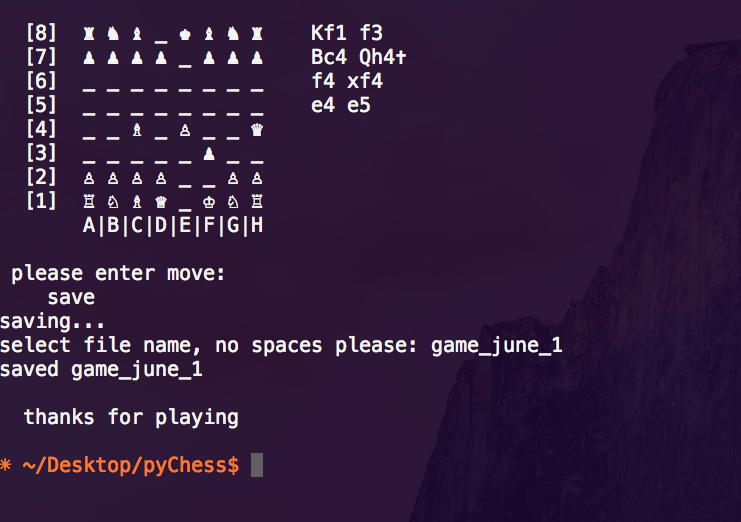 [8] ♜ ♞ ♝ _ ♚ ♝ ♞ ♜ Kf1 f3
[7] ♟ ♟ ♟ ♟ _ ♟ ♟ ♟ Bc4 Qh4†
[6] _ _ _ _ _ _ _ _ f4 xf4
[5] _ _ _ _ _ _ _ _ e4 e5
[4] _ _ ♗ _ ♙ _ _ ♛
[3] _ _ _ _ _ ♟ _ _
[2] ♙ ♙ ♙ ♙ _ _ ♙ ♙
[1] ♖ ♘ ♗ ♛ _ ♔ ♘ ♖
A|B|C|D|E|F|G|H
please enter move:
save
saving...
select file name, no spaces please: game_june_1
saved game_june_1
thanks for playing
* ~/Desktop/pyChess$